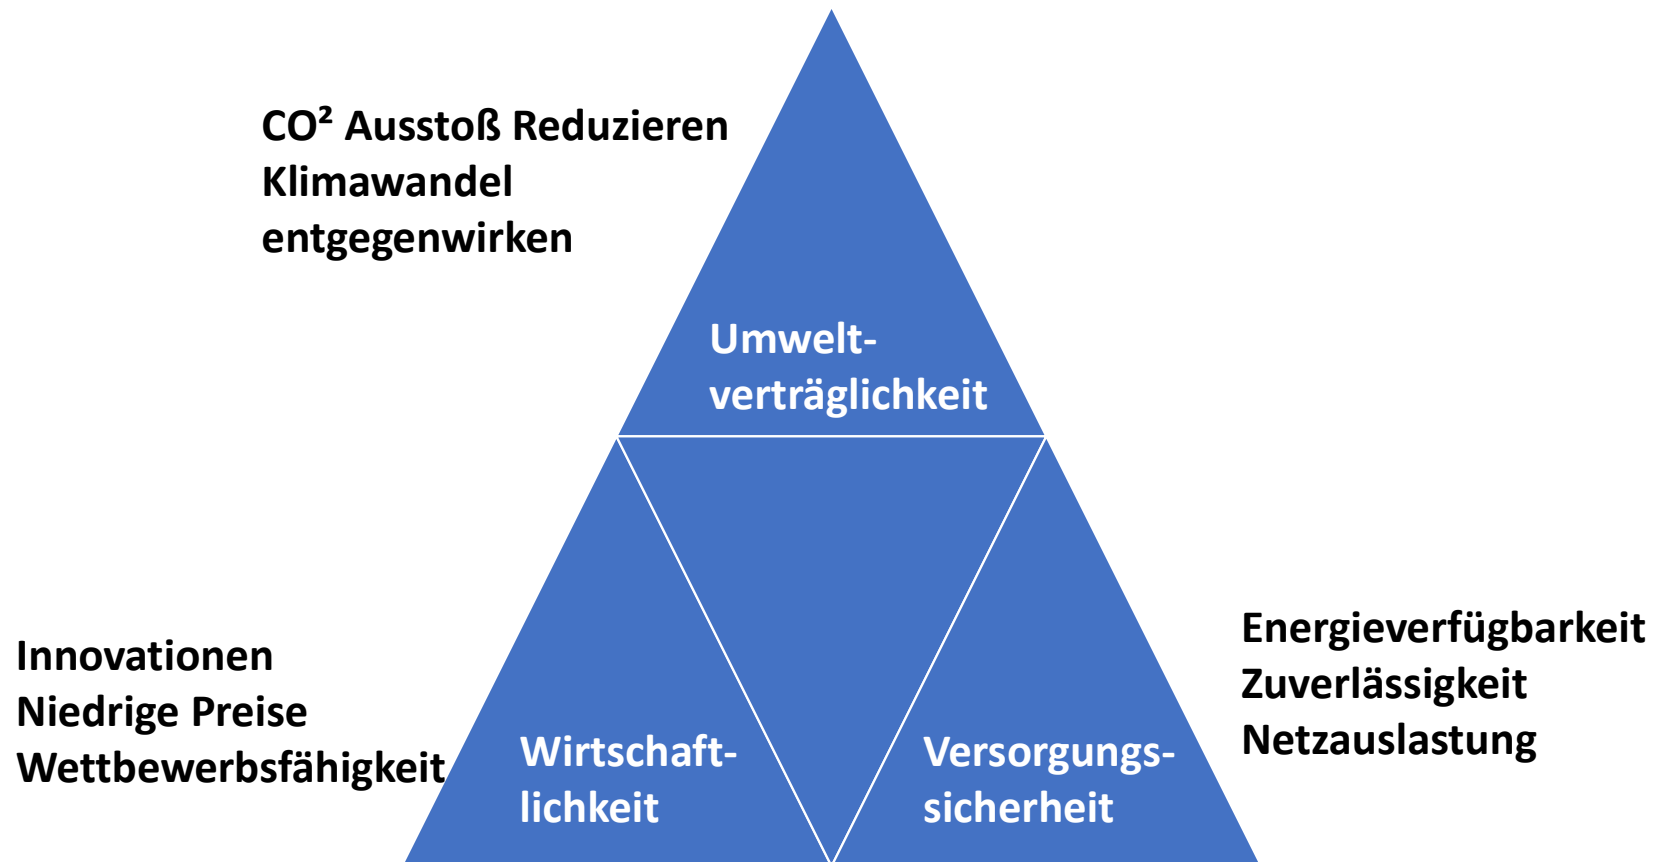 CO² Ausstoß Reduzieren
Klimawandel
entgegenwirken
Umwelt-
verträglichkeit
Innovationen
Niedrige Preise
Wettbewerbsfähigkeit
Wirtschaft-
lichkeit
Versorgungs-
sicherheit
Energieverfügbarkeit
Zuverlässigkeit
Netzauslastung